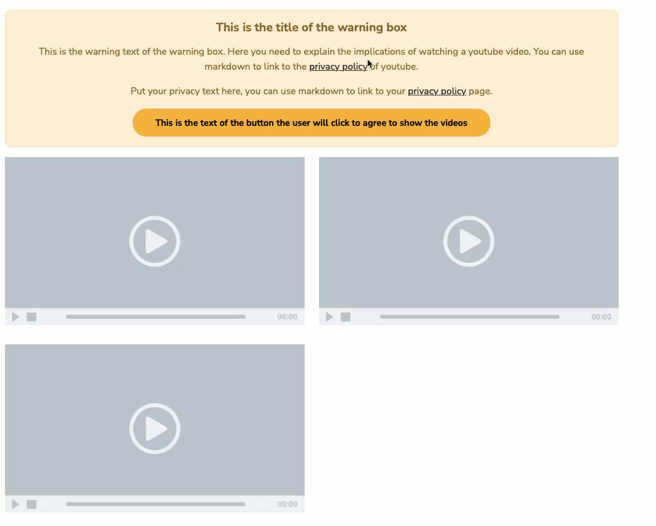 This is the title of the warning box
This is the warning text of the warning box. Here you need to explain the implications of watching a youtube video. You can use
markdown to link to the privacy policy of youtube.
Put your privacy text here, you can use markdown to link to your privacy policy page.
This is the text of the button the user will click to agree to show the videos
00:00
00:00
00:00